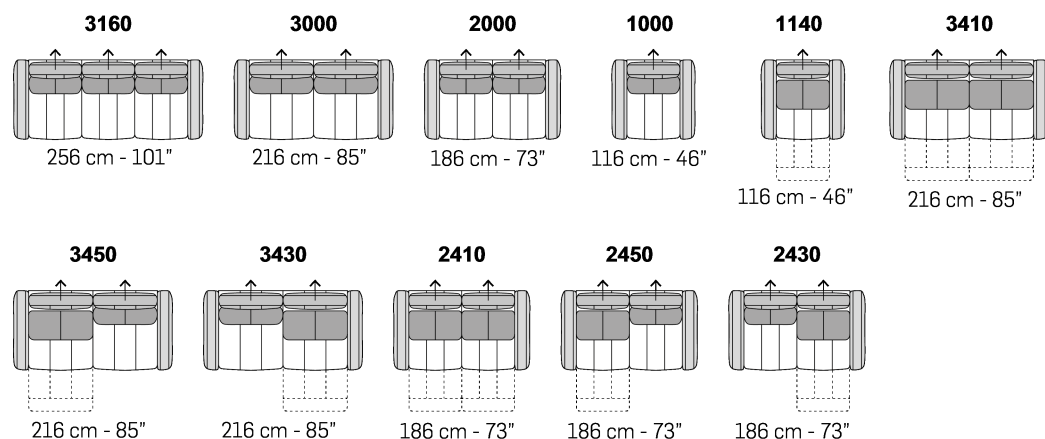 3160 3000 2000 1000 1140 3410
256 cm - 101” 216 cm - 85” 186 cm - 73” 116 cm - 46”
116 cm - 46” 216 cm - 85”
3450 3430 2410 2450 2430
216 cm - 85” 216 cm - 85” 186 cm - 73” 186 cm - 73” 186 cm - 73”